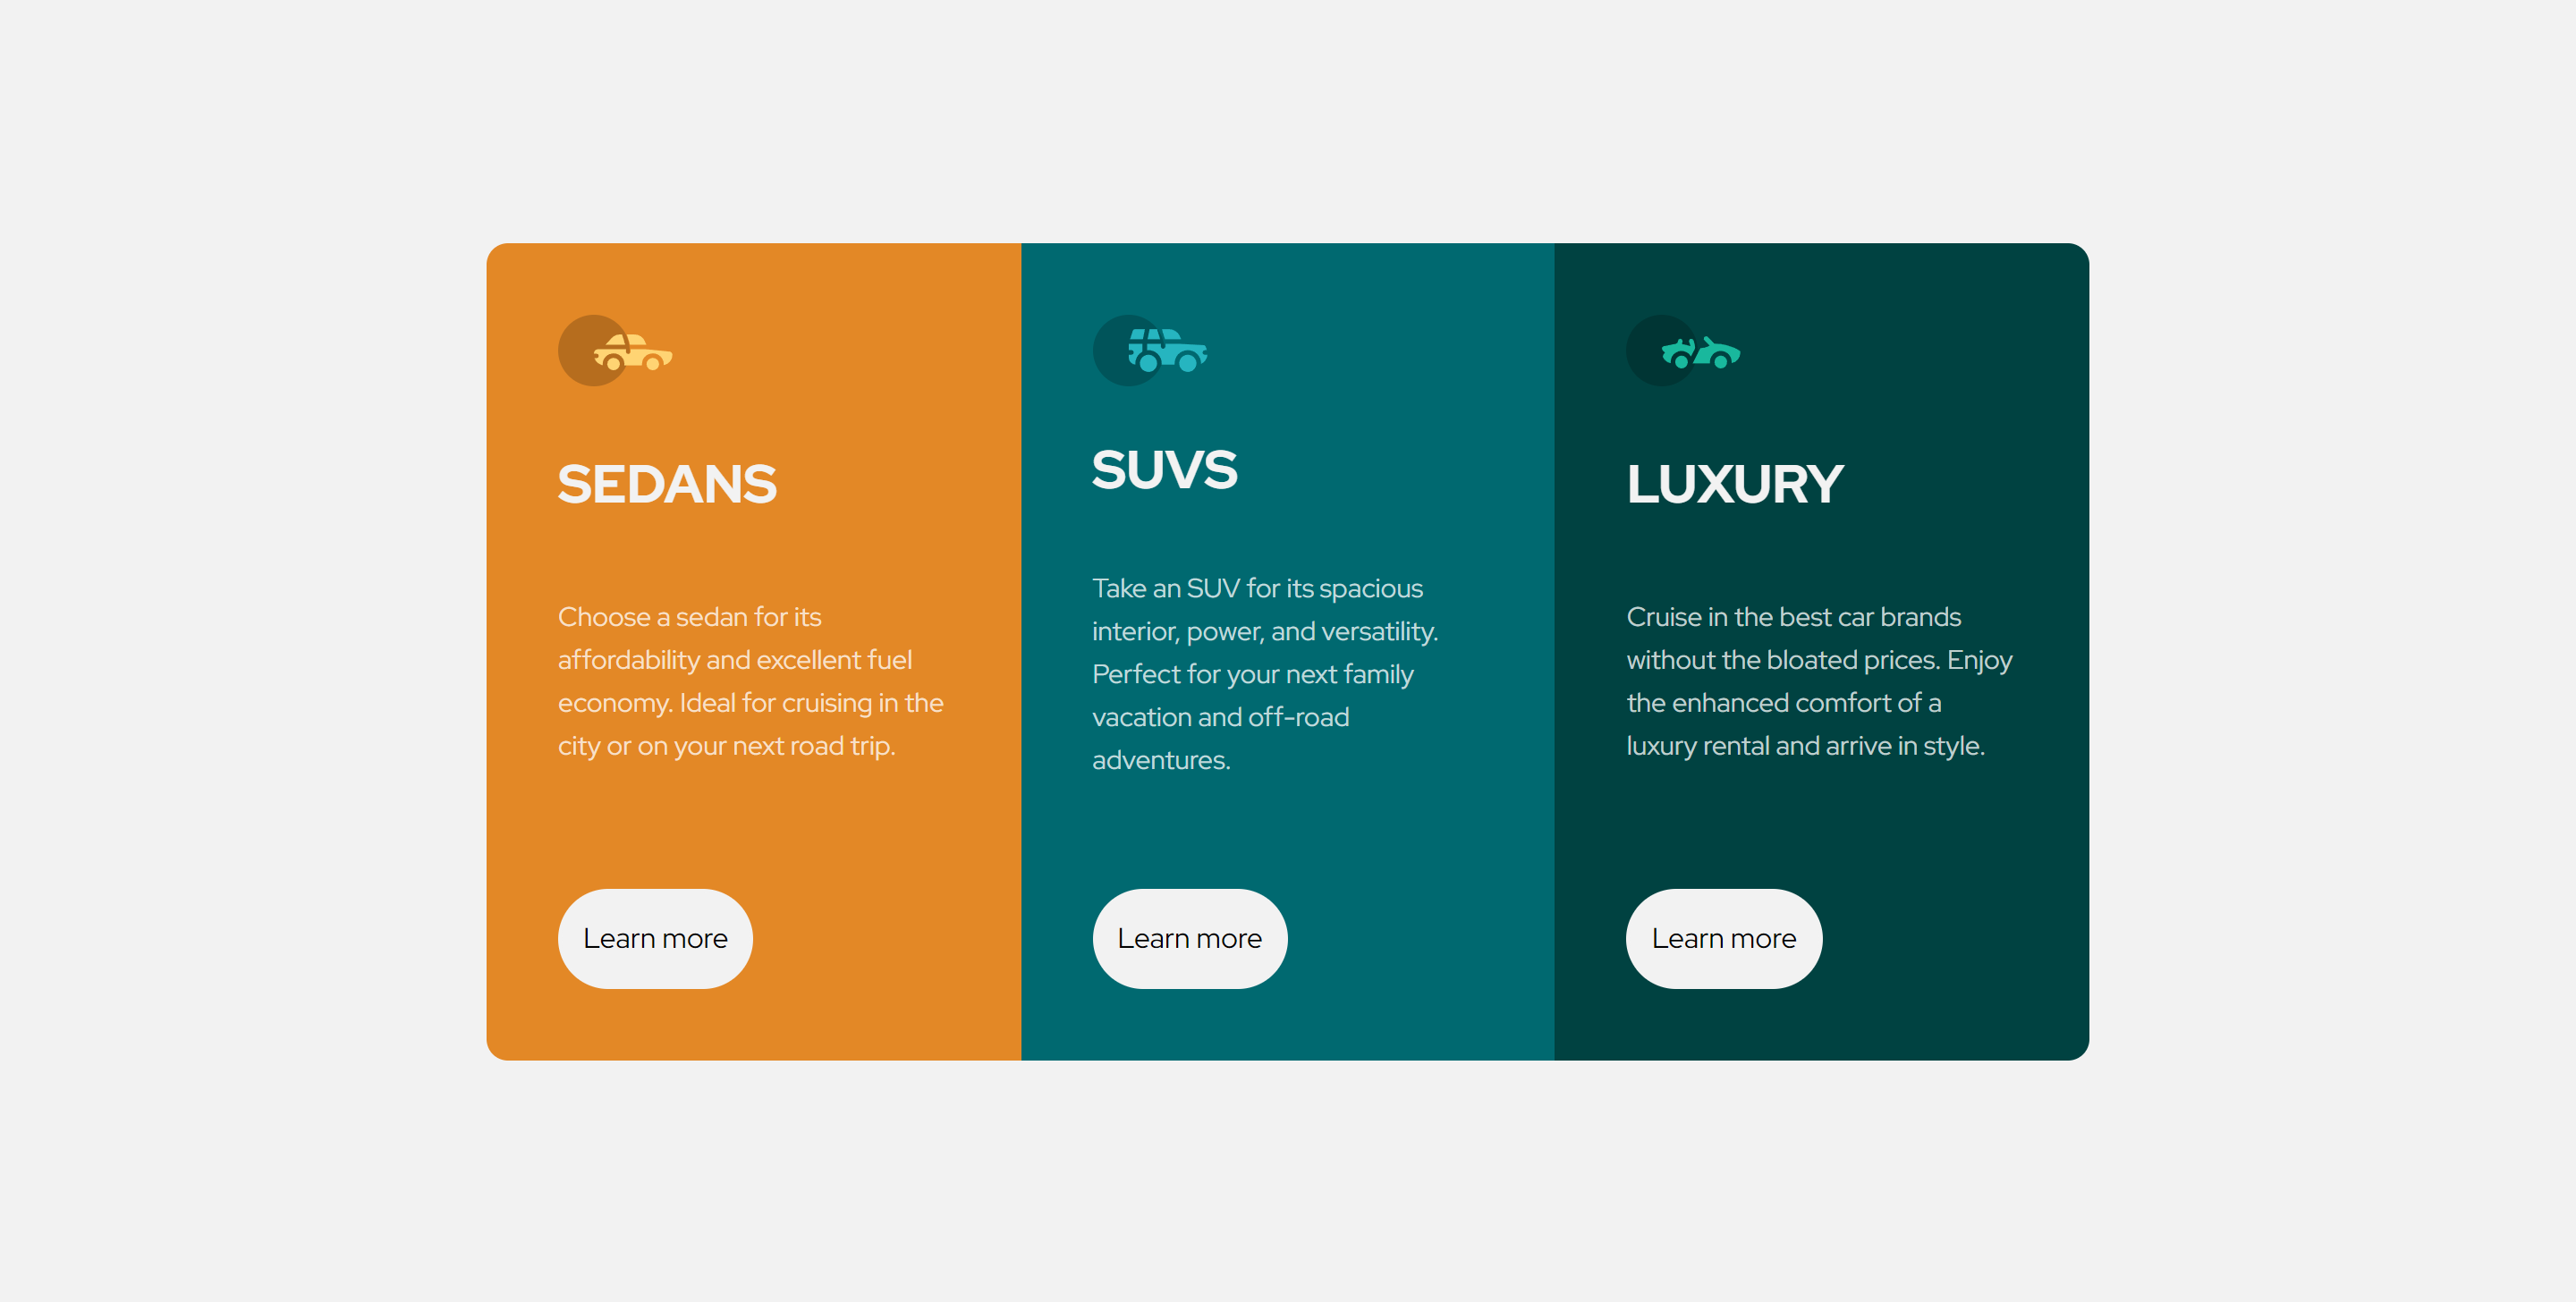 SEDANS
Choose a sedan for its
affordability and excellent fuel
economy. Ideal for cruising in the
city or on your next road trip.
Learn more
SUVS
Take an SUV for its spacious
interior, power, and versatility.
Perfect for your next family
vacation and off-road
adventures.
Learn more
LUXURY
Cruise in the best car brands
without the bloated prices. Enjoy
the enhanced comfort of a
luxury rental and arrive in style.
Learn more